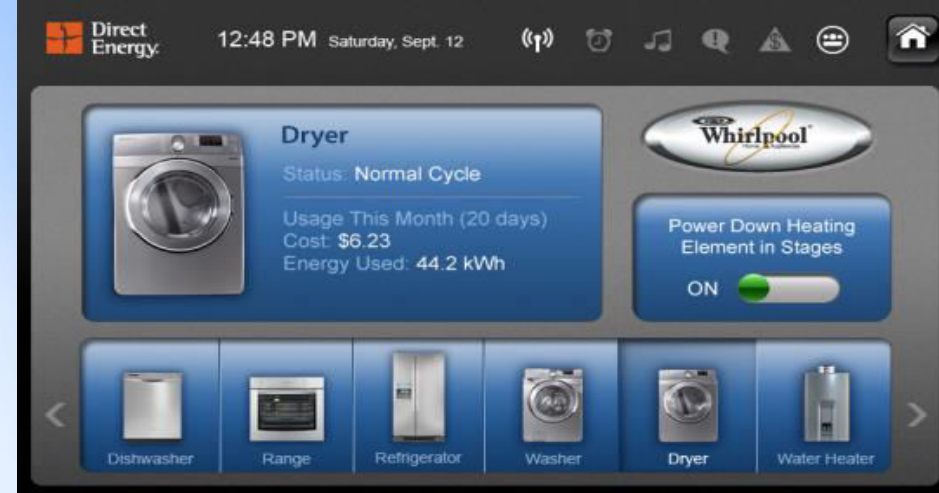 Direct
Energy.
12:48 PM Saturday, Sept. 12
Dryer
Status: Normal Cycle
Usage This Month (20 days)
Cost: $6.23
Energy Used: 44.2 kWh
Whirlpool
Power Down Heating
Element in Stages
ON
Dishwasher
Range
Refrigerator
Washer
Dryer
Water Heater